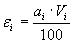 εᵢ = (aᵢ · Vᵢ) / 100